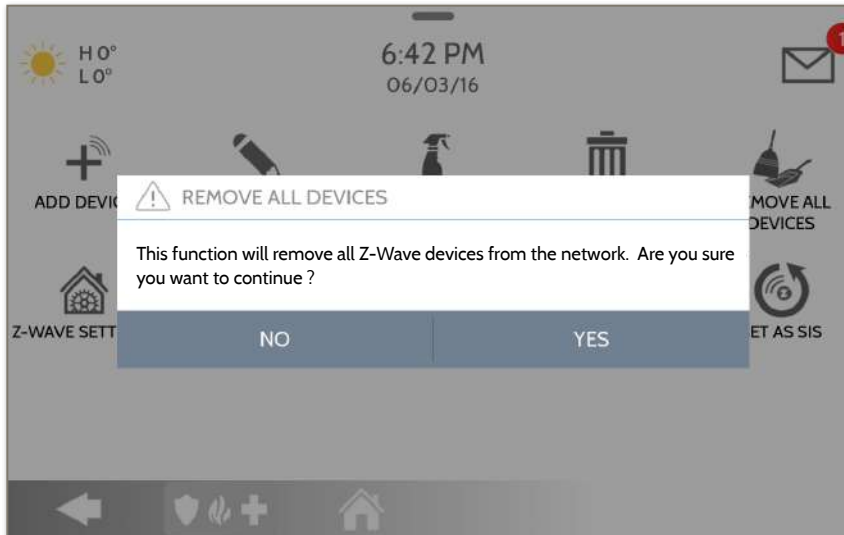 H 0°
L 0°
6:42 PM
06/03/16
1
ADD DEVIC
MOVE ALL
DEVICES
REMOVE ALL DEVICES
This function will remove all Z-Wave devices from the network. Are you sure
you want to continue ?
NO
YES
Z-WAVE SETT
ET AS SIS